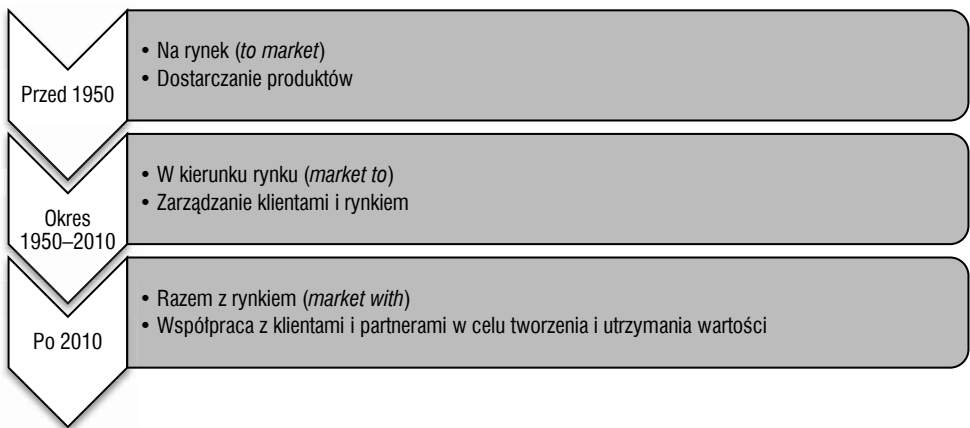 Przed 1950
• Na rynek (to market)
• Dostarczanie produktów
Okres
1950–2010
• W kierunku rynku (market to)
• Zarządzanie klientami i rynkiem
Po 2010
• Razem z rynkiem (market with)
• Współpraca z klientami i partnerami w celu tworzenia i utrzymania wartości